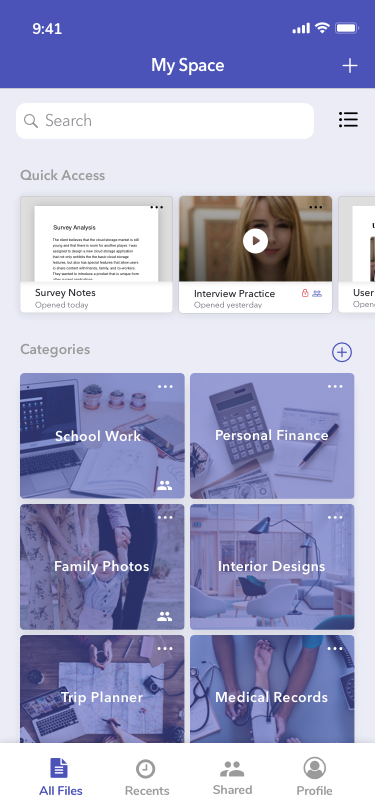 9:41
My Space
Search
Quick Access
Survey Analysis
The client believes that the cloud storage market is still
young and that there is room for another player. I was
assigned to design a new cloud storage application
that not only exhibits the the basic cloud storage
features, but also has special features that allow users
to share contact with friends, family, and co-workers.
They wanted to introduce a product that is unique from
Survey Notes
Opened today
Interview Practice
Opened yesterday
User
Open
Categories
School Work
Personal Finance
Family Photos
Interior Designs
Trip Planner
Medical Records
All Files
Recents
Shared
Profile